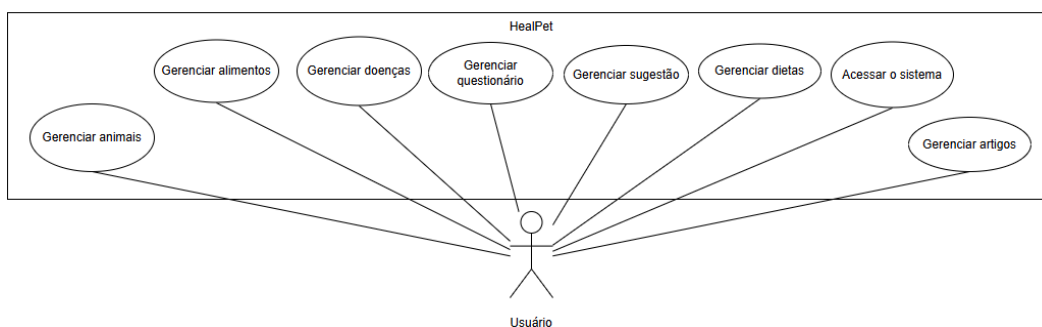 HealPet
Gerenciar animais
Gerenciar alimentos
Gerenciar doenças
Gerenciar
questionário
Gerenciar sugestão
Gerenciar dietas
Acessar o sistema
Gerenciar artigos
Usuário